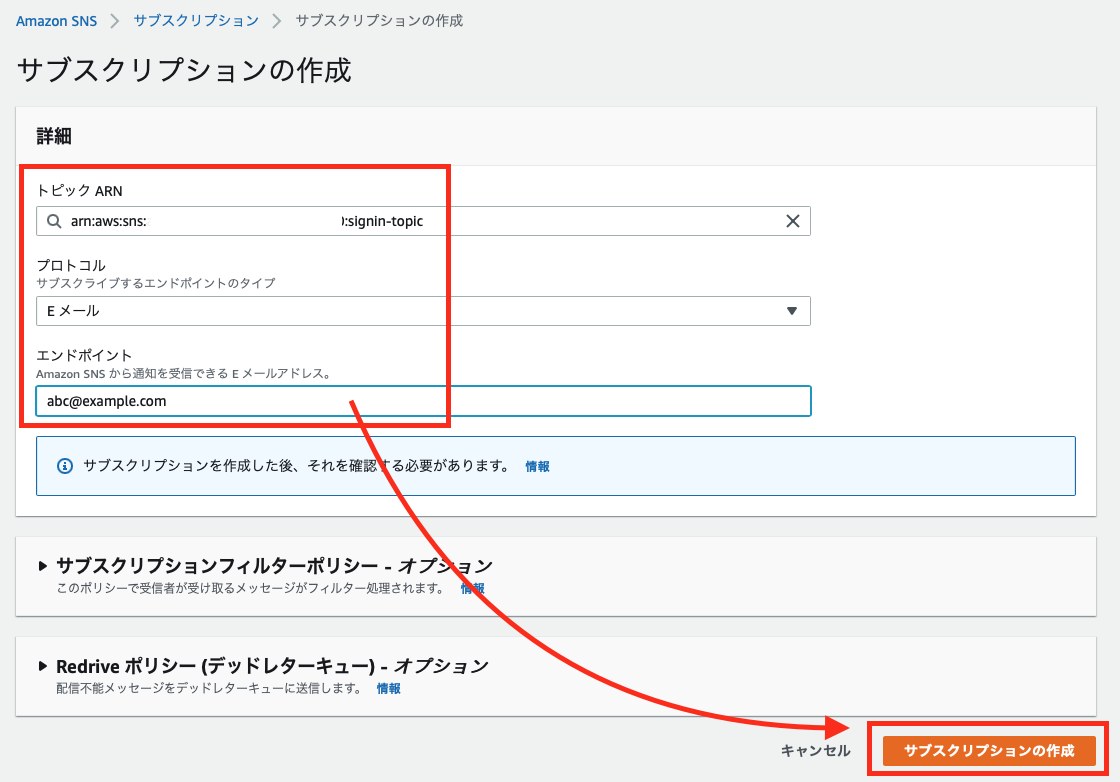 Amazon SNS > サブスクリプション > サブスクリプションの作成
サブスクリプションの作成
詳細
トピック ARN
arn:aws:sns: :signin-topic
プロトコル
サブスクライブするエンドポイントのタイプ
E メール
エンドポイント
Amazon SNS から通知を受信できる E メールアドレス。
abc@example.com
サブスクリプションを作成した後、それを確認する必要があります。 情報
サブスクリプションフィルターポリシー - オプション
このポリシーで受信者が受け取るメッセージがフィルター処理されます。 情報
Redrive ポリシー (デッドレターキュー) - オプション
配信不能メッセージをデッドレターキューに送信します。 情報
キャンセル サブスクリプションの作成